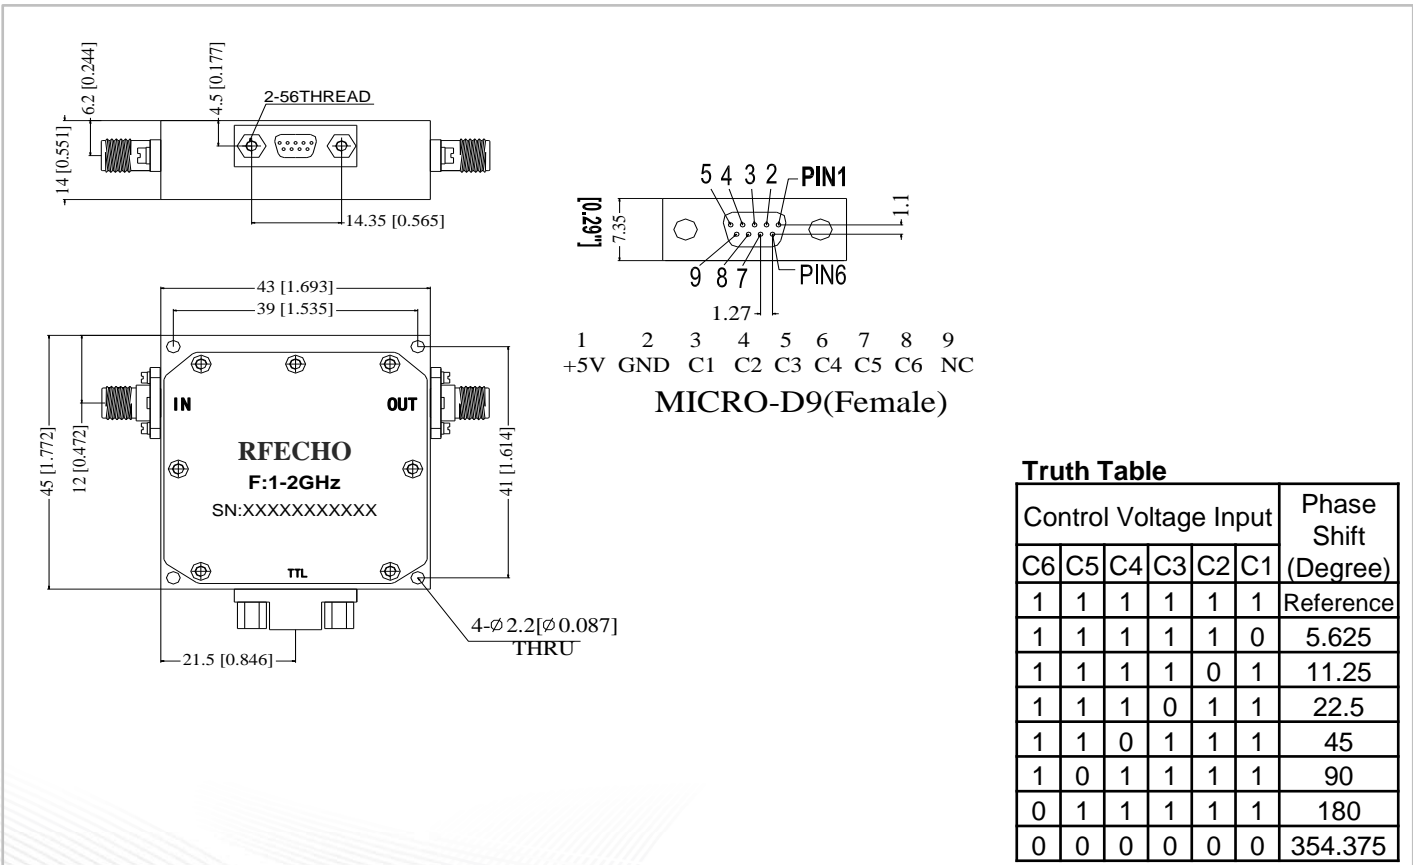 6.2 [0.244]
4.5 [0.177]
2-56THREAD
14 [0.551]
14.35 [0.565]
5 4 3 2 PIN1
[0.29"]
7.35
1.1
9 8 7 PIN6
1.27
1 2 3 4 5 6 7 8 9
+5V GND C1 C2 C3 C4 C5 C6 NC
MICRO-D9(Female)
43 [1.693]
39 [1.535]
45 [1.772]
12 [0.472]
IN OUT
RFECHO
F:1-2GHz
SN:XXXXXXXXXXX
TTL
41 [1.614]
4-⌀2.2[⌀0.087]
THRU
21.5 [0.846]
Truth Table
Control Voltage Input Phase Shift (Degree)
C6 C5 C4 C3 C2 C1
1 1 1 1 1 1 Reference
1 1 1 1 1 0 5.625
1 1 1 1 0 1 11.25
1 1 1 0 1 1 22.5
1 1 0 1 1 1 45
1 0 1 1 1 1 90
0 1 1 1 1 1 180
0 0 0 0 0 0 354.375